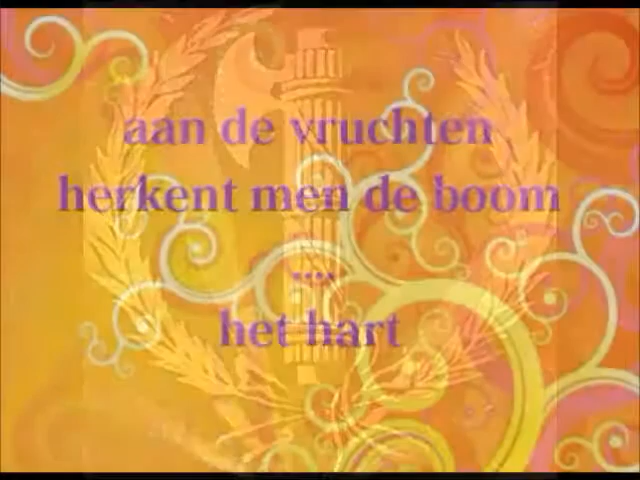 aan de vruchten
herkent men de boom
....
het hart